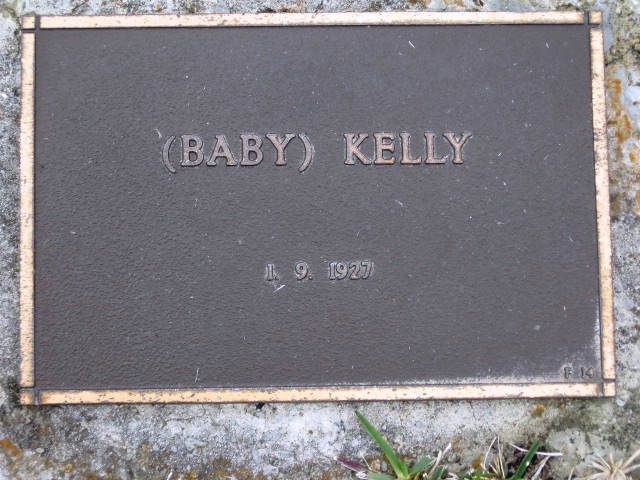 (BABY) KELLY
1. 9. 1927
F K